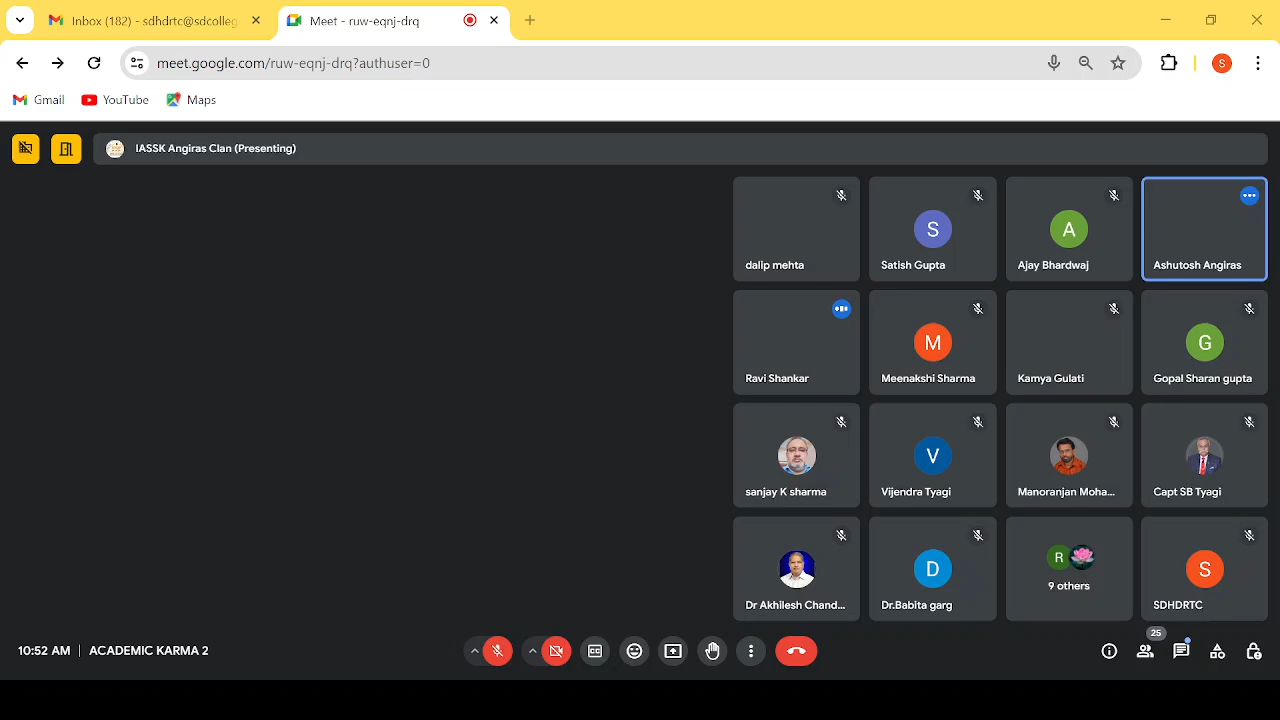 Inbox (182) - sdhdrtc@sdcolleg
Meet - ruw-eqnj-drq
meet.google.com/ruw-eqnj-drq?authuser=0
S
Gmail
YouTube
Maps
IASSK Angiras Clan (Presenting)
dalip mehta
S
Satish Gupta
A
Ajay Bhardwaj
Ashutosh Angiras
Ravi Shankar
M
Meenakshi Sharma
Kamya Gulati
G
Gopal Sharan gupta
sanjay K sharma
V
Vijendra Tyagi
Manoranjan Moha...
Capt SB Tyagi
Dr Akhilesh Chand...
D
Dr.Babita garg
R
9 others
S
SDHDRTC
10:52 AM | ACADEMIC KARMA 2
25